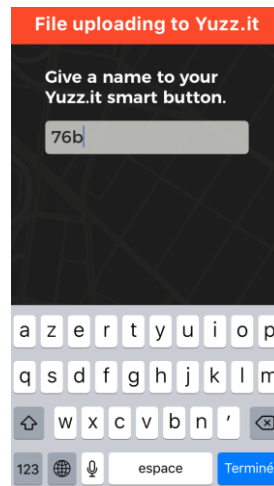 File uploading to Yuzz.it
Give a name to your
Yuzz.it smart button.
76b
a z e r t y u i o p
q s d f g h j k l m
w x c v b n '
123 espace Terminé